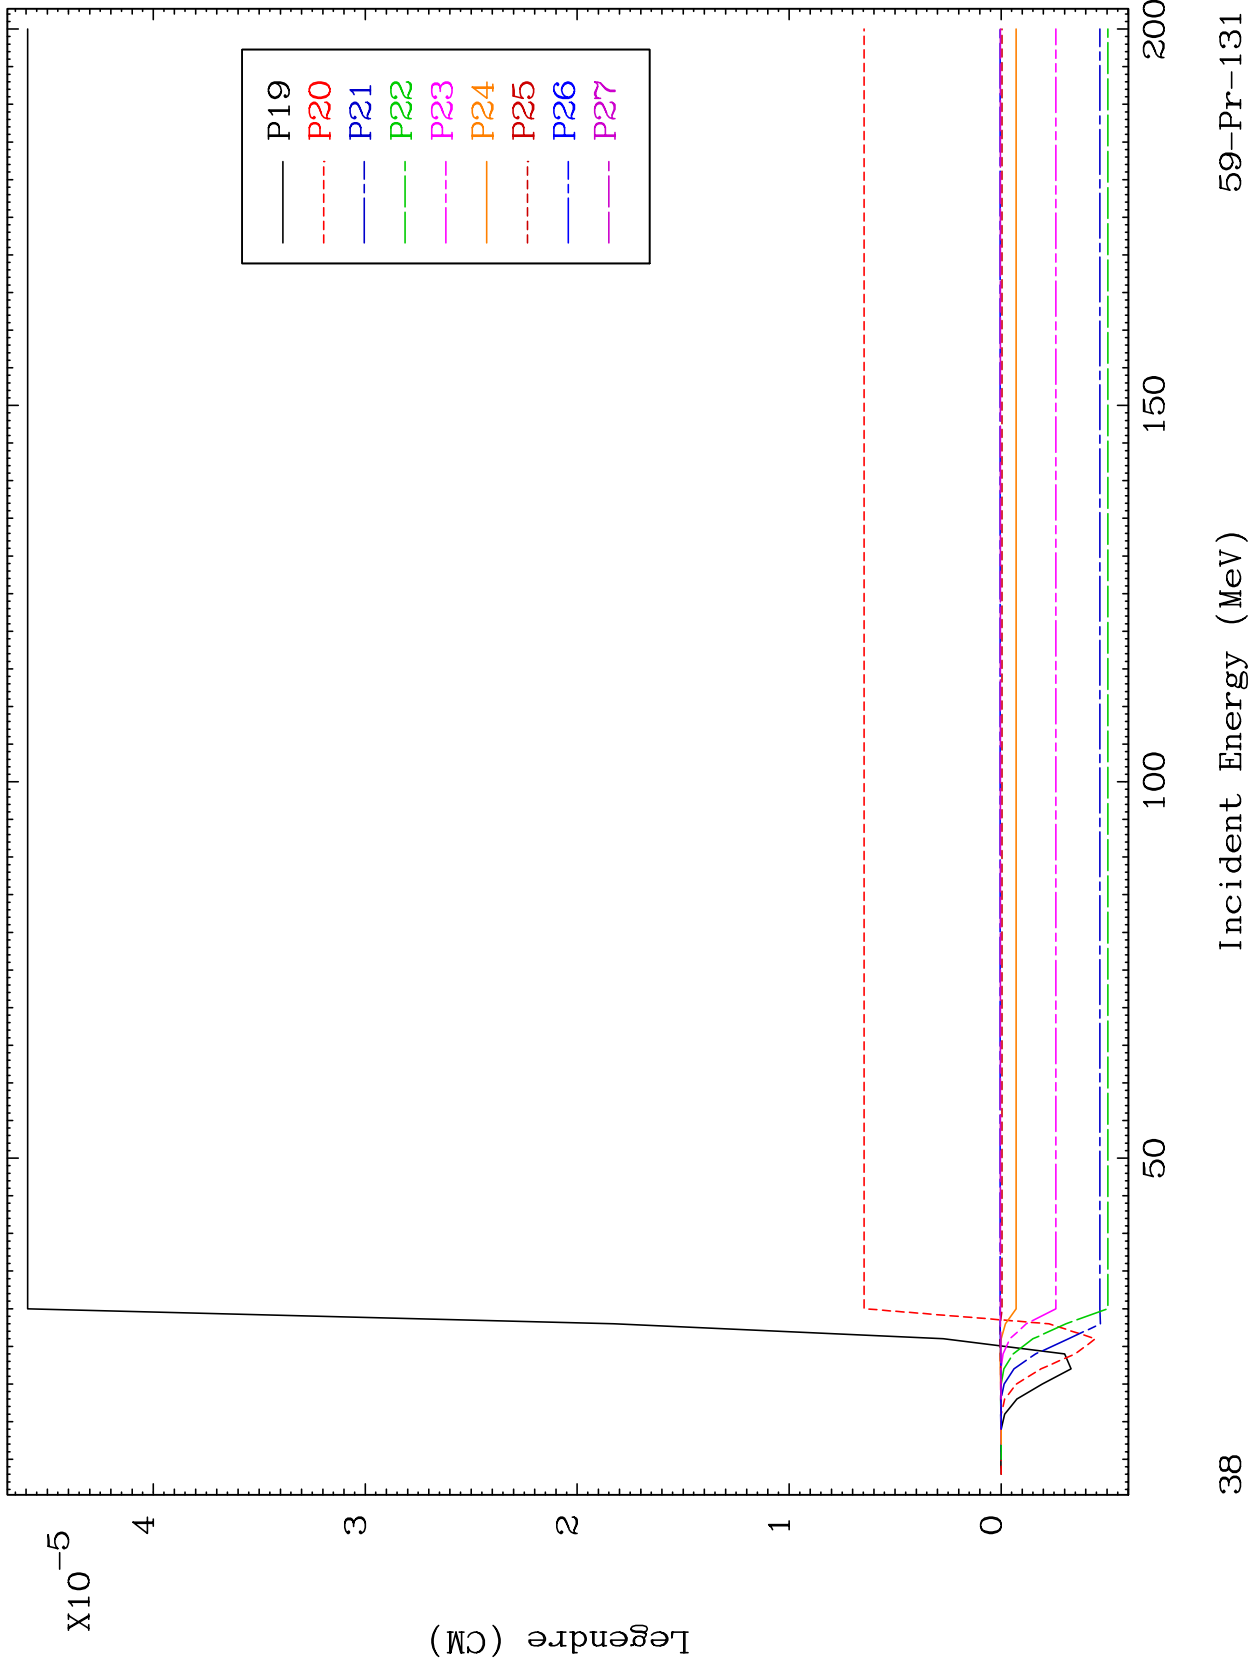 X10-5
Legendre (CM)
4
3
2
1
0
P19
P20
P21
P22
P23
P24
P25
P26
P27
50
100
150
200
Incident Energy (MeV)
38
59-Pr-131